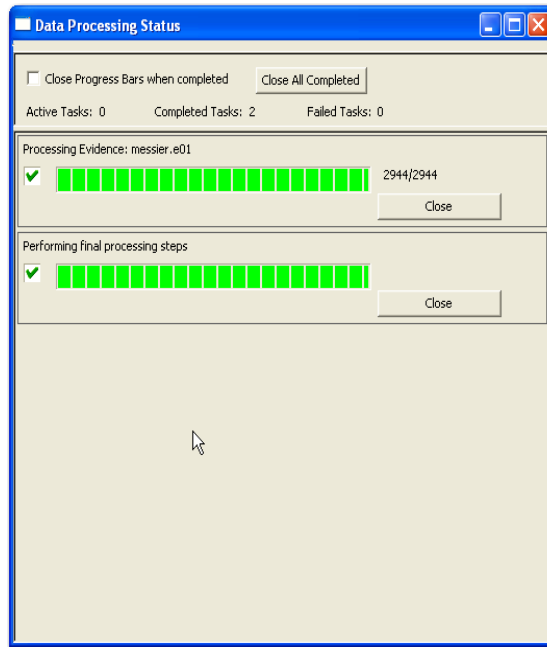 Data Processing Status
Close Progress Bars when completed
Close All Completed
Active Tasks: 0 Completed Tasks: 2 Failed Tasks: 0
Processing Evidence: messier.e01
2944/2944
Close
Performing final processing steps
Close